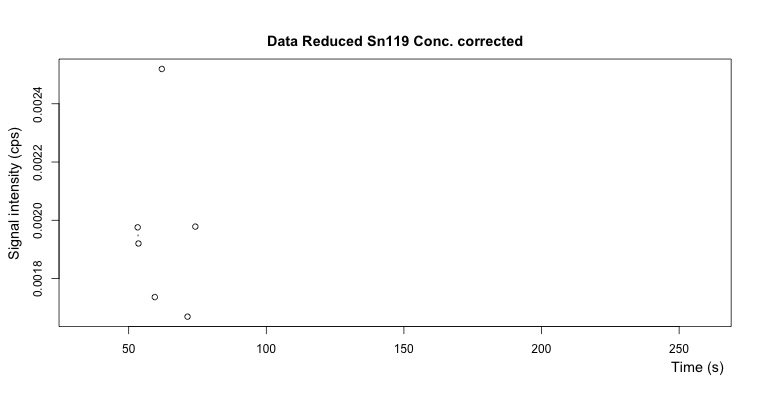 Data Reduced Sn119 Conc. corrected
Signal intensity (cps)
0.0024
0.0022
0.0020
0.0018
50 100 150 200 250
Time (s)